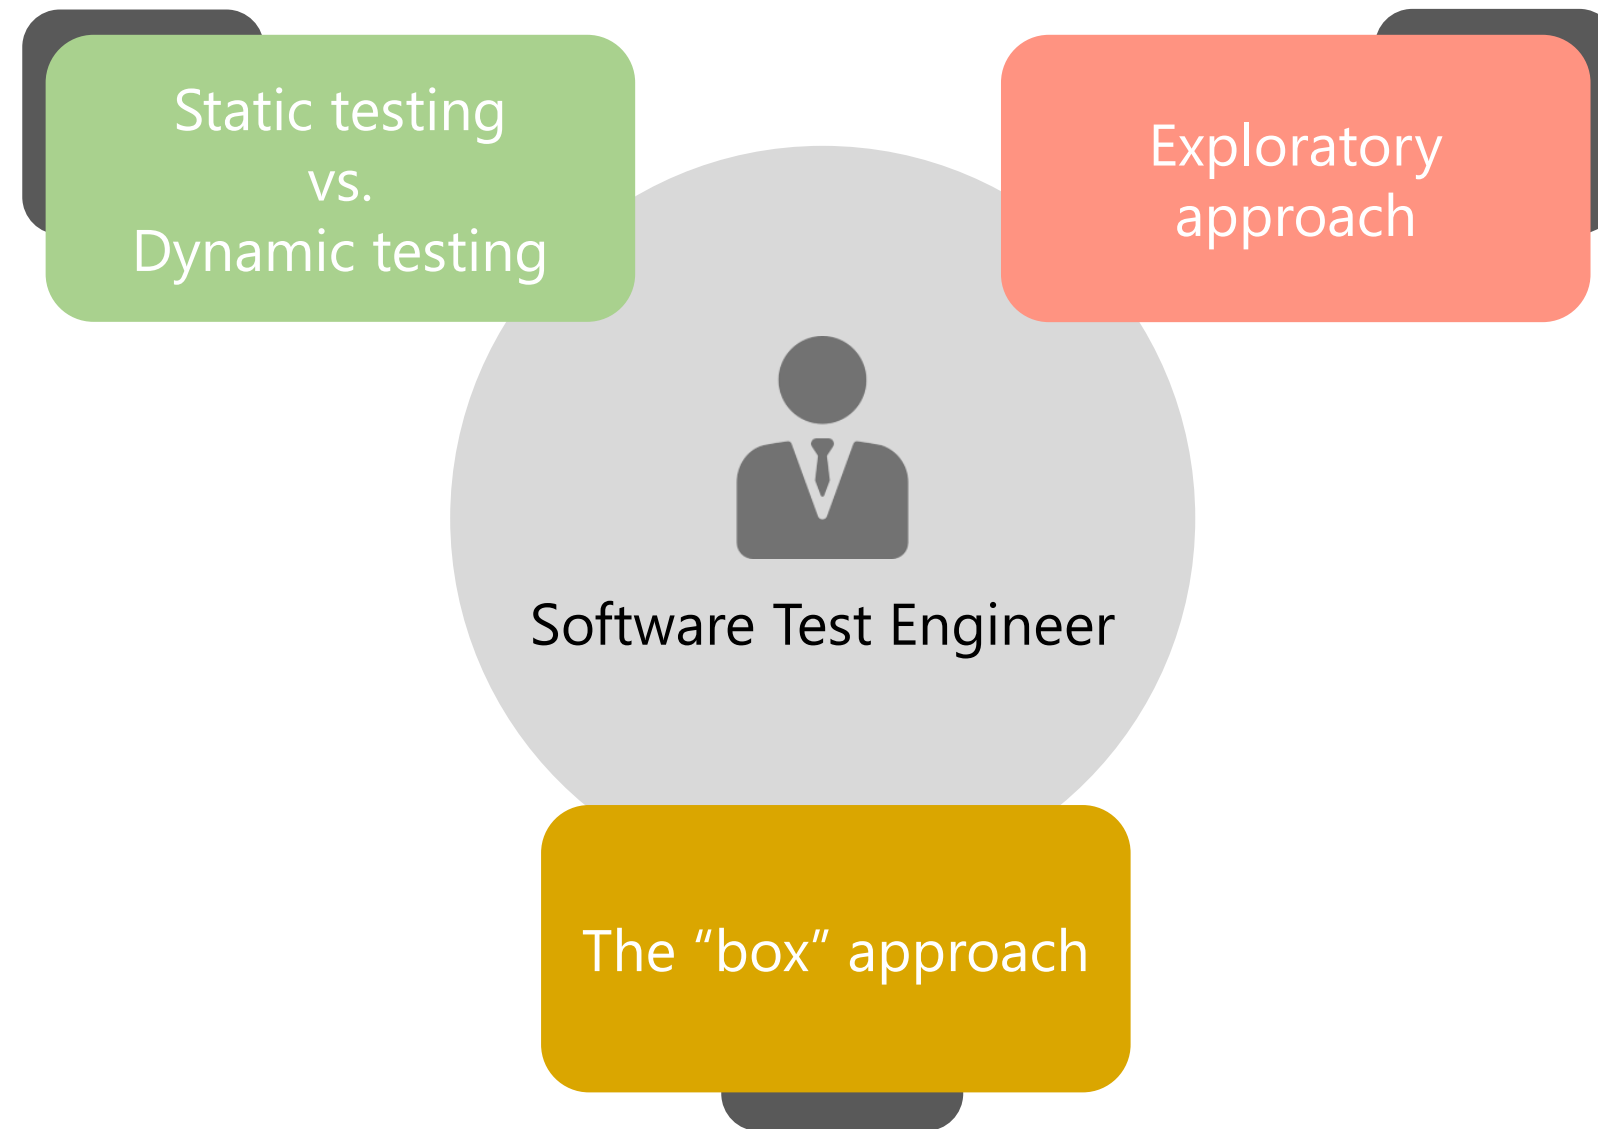 Static testing
vs.
Dynamic testing
Exploratory
approach
Software Test Engineer
The “box” approach